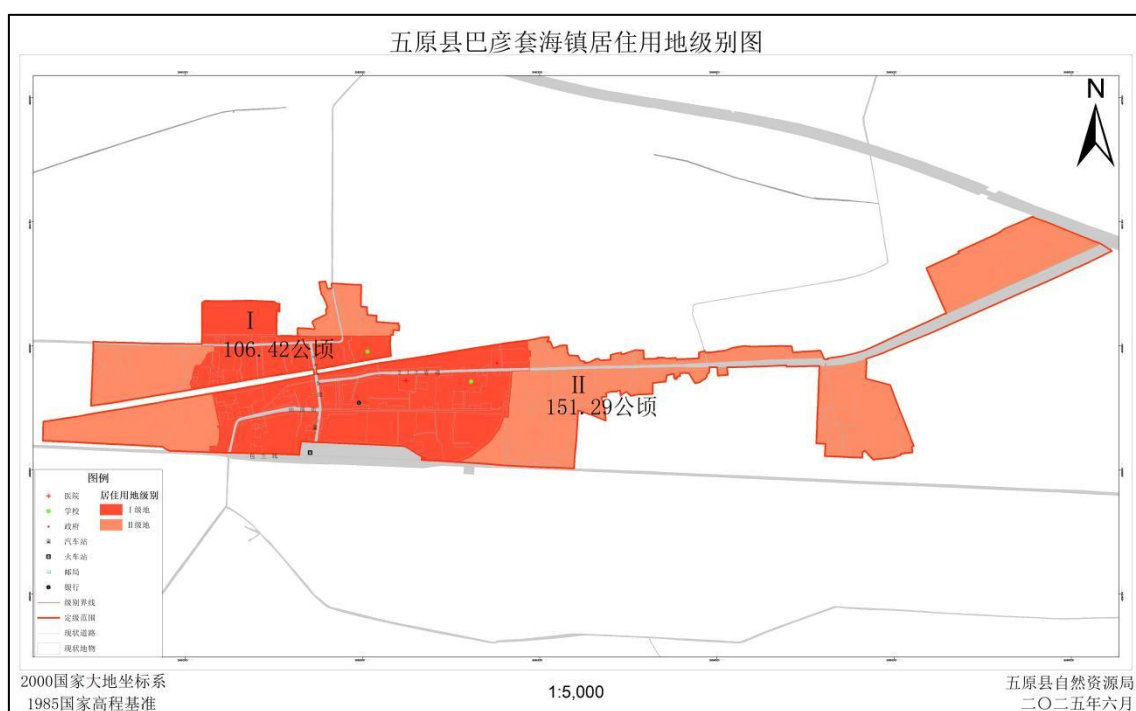 五原县巴彦套海镇居住用地级别图
N
Ⅰ
106.42公顷
Ⅱ
151.29公顷
图例
医院
学校
政府
汽车站
火车站
邮局
银行
级别界线
定级范围
现状道路
现状地物
居住用地级别
Ⅰ级地
Ⅱ级地
2000国家大地坐标系
1985国家高程基准
1:5,000
五原县自然资源局
二〇二五年六月